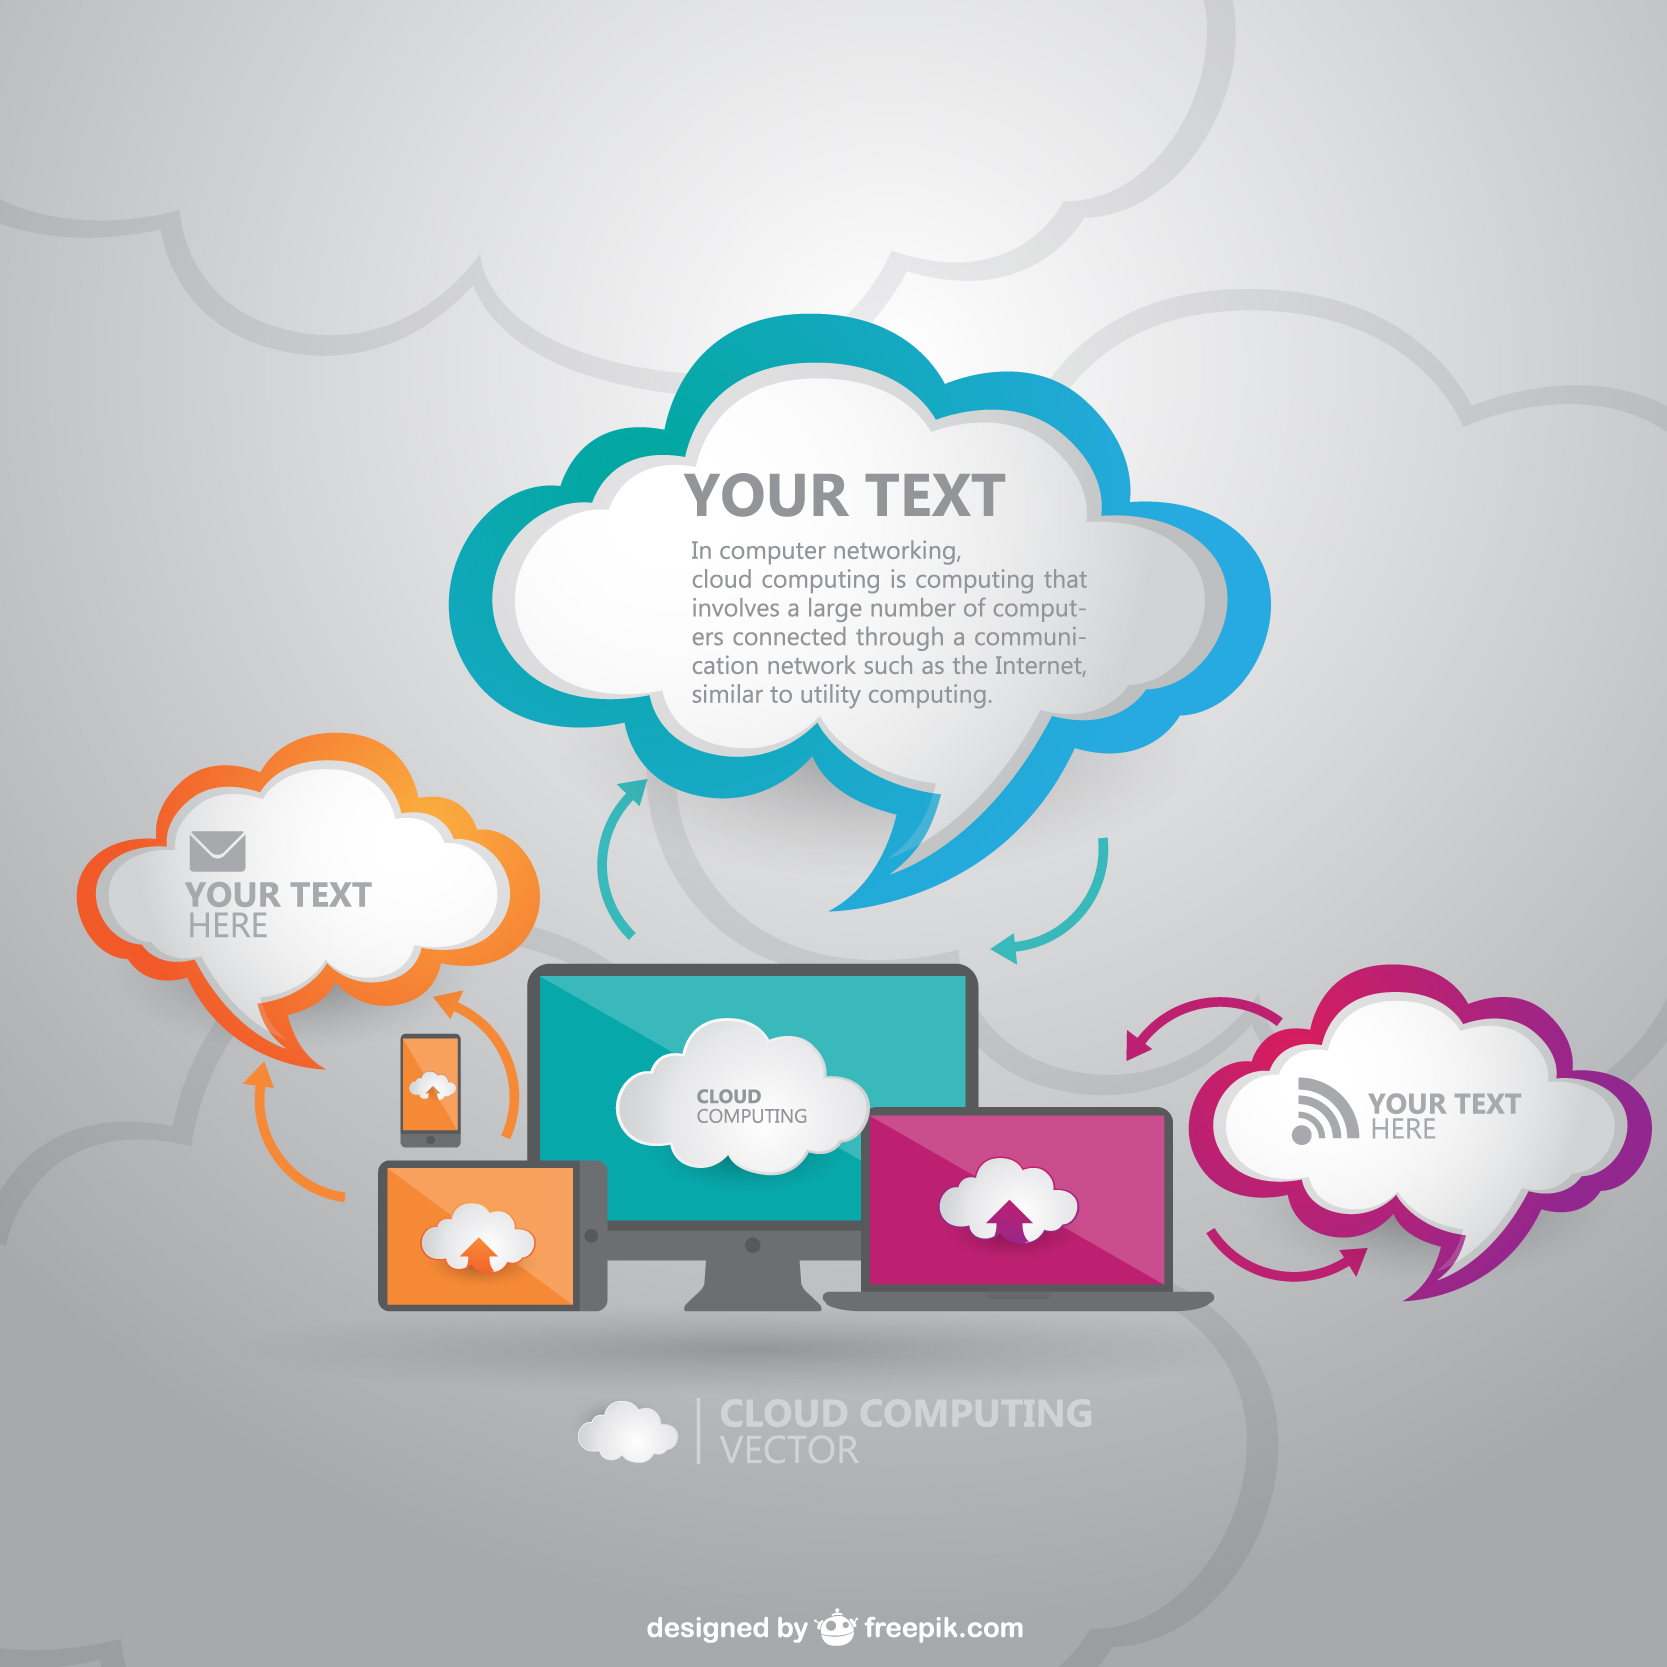 YOUR TEXT
In computer networking,
cloud computing is computing that
involves a large number of comput-
ers connected through a communi-
cation network such as the Internet,
similar to utility computing.
YOUR TEXT
HERE
CLOUD
COMPUTING
YOUR TEXT
HERE
CLOUD COMPUTING
VECTOR
designed by freepik.com